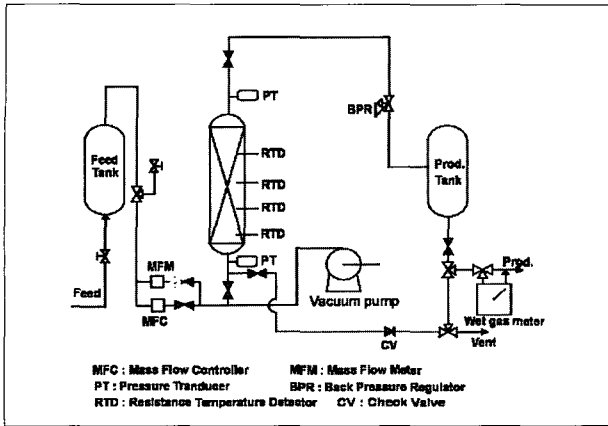 PT
BPR
Feed
Tank
RTD
RTD
RTD
RTD
Prod.
Tank
PT
MFM
MFC
Feed
Vacuum pump
Prod.
Wet gas meter
CV
Vent
MFC : Mass Flow Controller
MFM : Mass Flow Meter
PT : Pressure Tranducer
BPR : Back Pressure Regulator
RTD : Resistance Temperature Detector
CV : Check Valve